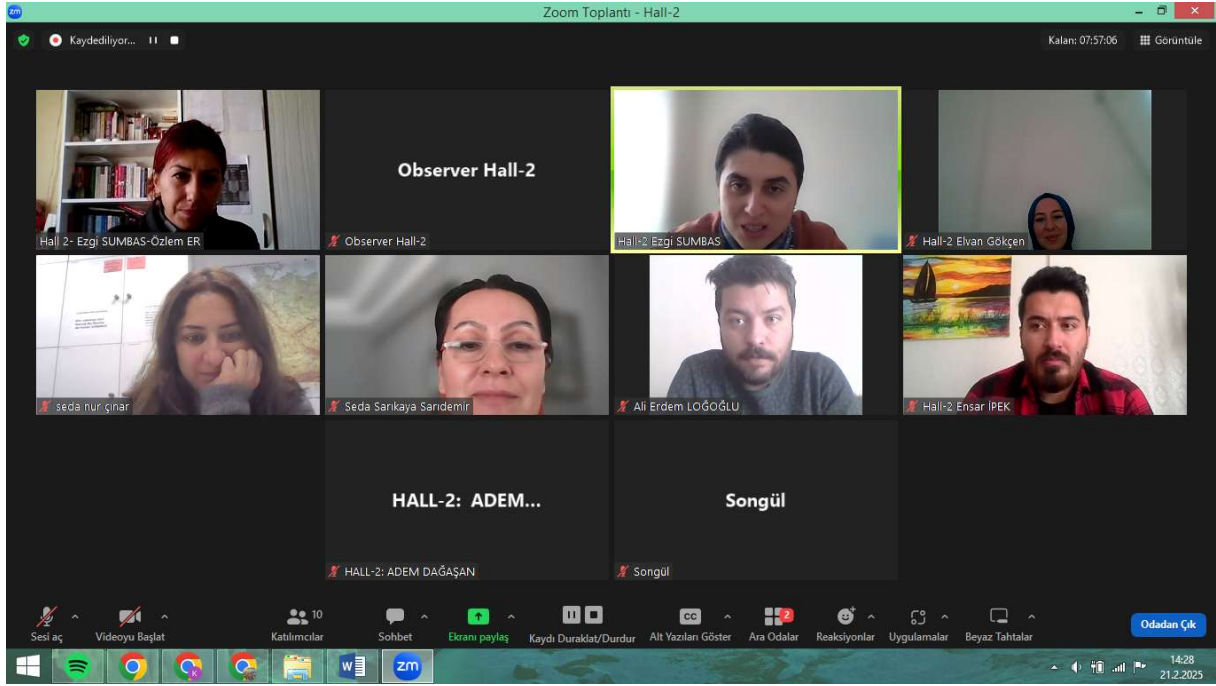 zm
Zoom Toplantı - Hall-2
Kaydediliyor...
Kalan: 07:57:06
Görüntüle
Observer Hall-2
Hall 2- Ezgi SUMBAS-Özlem ER
Observer Hall-2
Hall-2 Ezgi SUMBAS
Hall-2 Elvan Gökçen
seda nur çınar
Seda Sarıkaya Sarıdemir
Ali Erdem LOĞOĞLU
Hall-2 Ensar İPEK
HALL-2: ADEM...
Songül
HALL-2: ADEM DAĞAŞAN
Songül
10
CC
2
Sesi aç
Videoyu Başlat
Katılımcılar
Sohbet
Ekranı paylaş
Kaydı Duraklat/Durdur
Alt Yazıları Göster
Ara Odalar
Reaksiyonlar
Uygulamalar
Beyaz Tahtalar
Odadan Çık
zm
14:28
21.2.2025